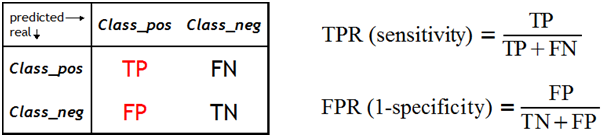 predicted→ Class_pos Class_neg
real↓
Class_pos TP FN
Class_neg FP TN
TPR (sensitivity) = TP / TP + FN
FPR (1-specificity) = FP / TN + FP